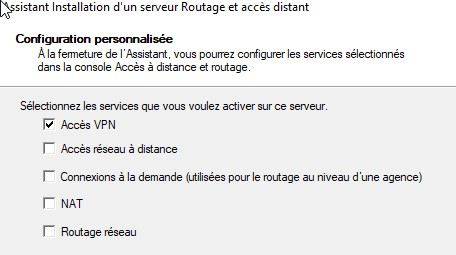 Assistant Installation d'un serveur Routage et accès distant
Configuration personnalisée
À la fermeture de l'Assistant, vous pourrez configurer les services sélectionnés
dans la console Accès à distance et routage.
Sélectionnez les services que vous voulez activer sur ce serveur.
Accès VPN
Accès réseau à distance
Connexions à la demande (utilisées pour le routage au niveau d'une agence)
NAT
Routage réseau